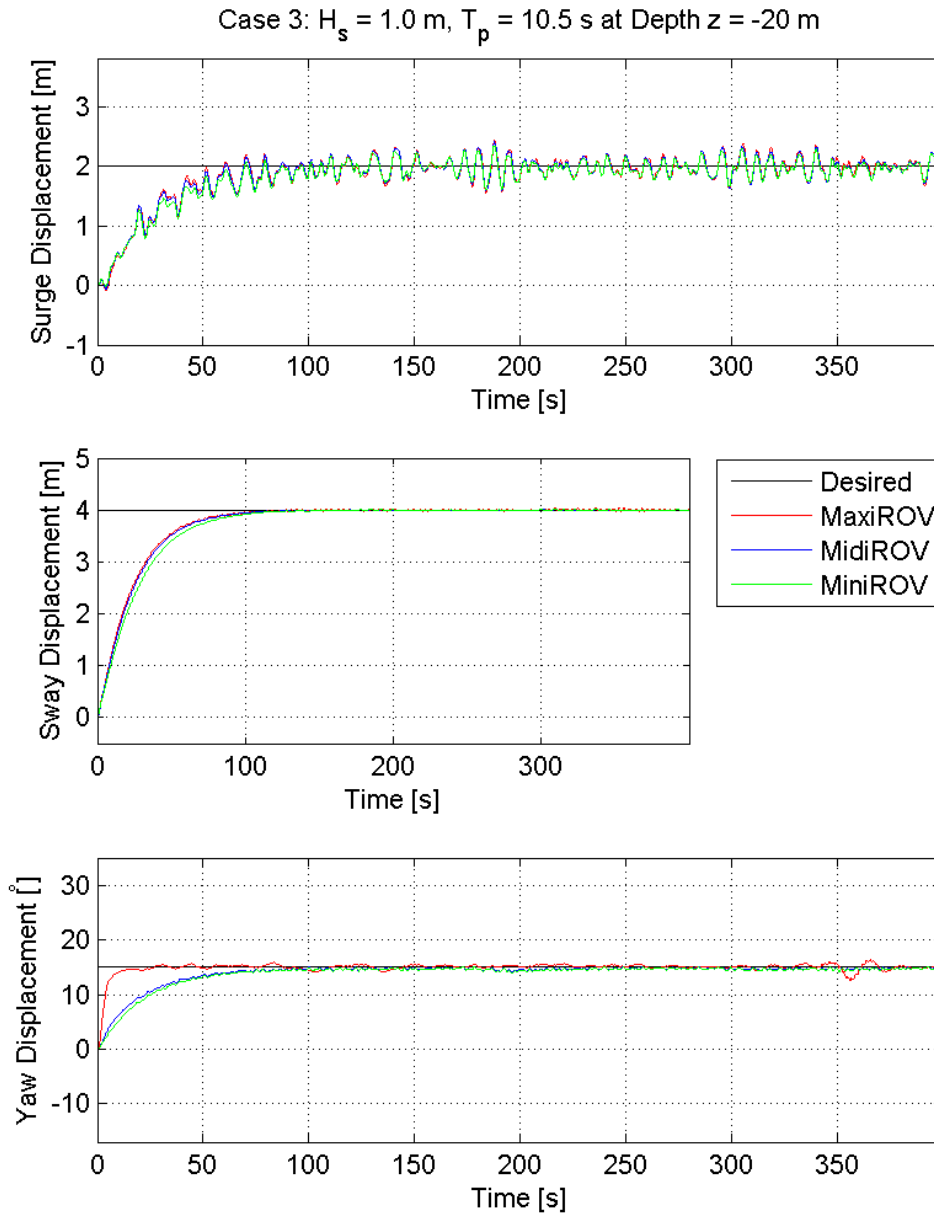 Case 3: H_s = 1.0 m, T_p = 10.5 s at Depth z = -20 m
Surge Displacement [m]
3
2
1
0
-1
0 50 100 150 200 250 300 350
Time [s]
Sway Displacement [m]
5
4
3
2
1
0
0 100 200 300
Time [s]
Desired
MaxiROV
MidiROV
MiniROV
Yaw Displacement [°]
30
20
10
0
-10
0 50 100 150 200 250 300 350
Time [s]